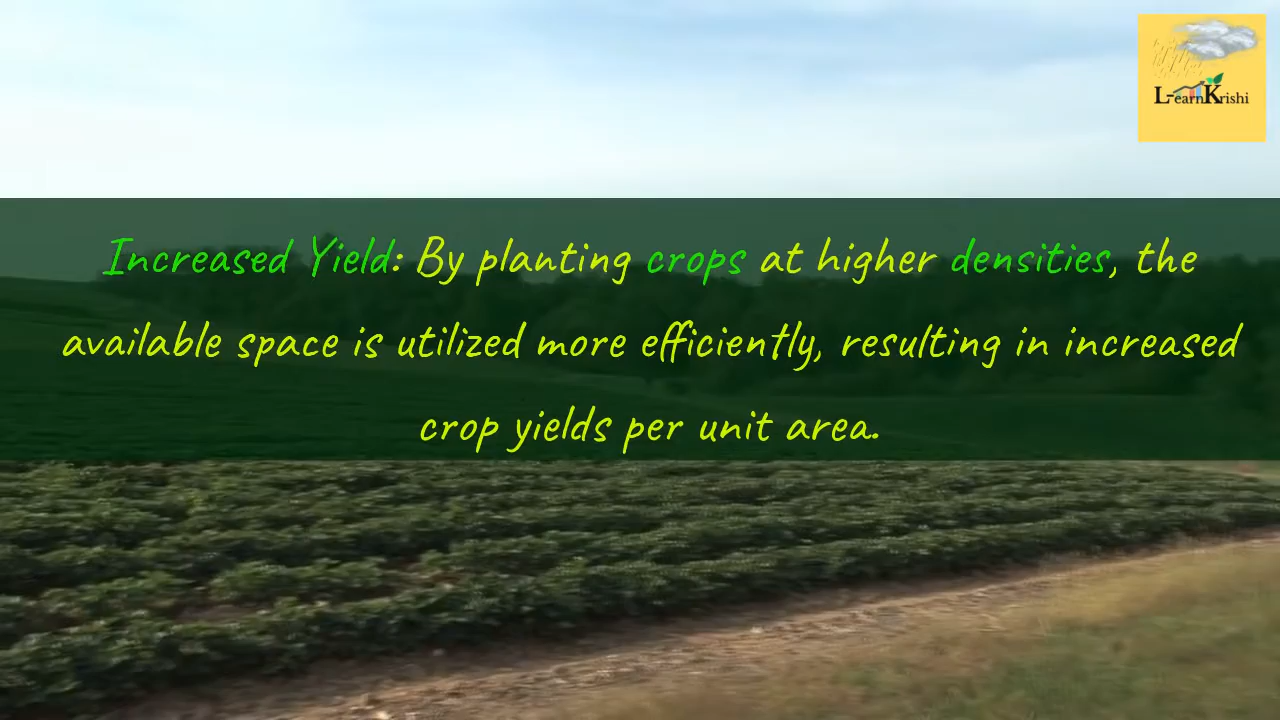 L-earnKrishi
Increased Yield: By planting crops at higher densities, the
available space is utilized more efficiently, resulting in increased
crop yields per unit area.